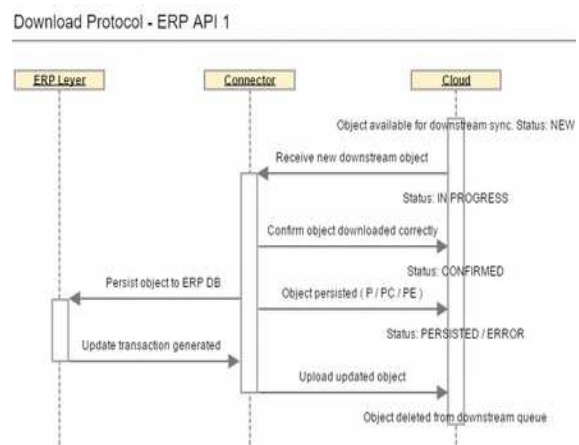 Download Protocol - ERP API 1
ERP Leyer
Connector
Cloud
Object available for downstream sync. Status: NEW
Receive new downstream object
Status: IN PROGRESS
Confirm object downloaded correctly
Status: CONFIRMED
Persist object to ERP DB
Object persisted ( P / PC / PE )
Status: PERSISTED / ERROR
Update transaction generated
Upload updated object
Object deleted from downstream queue